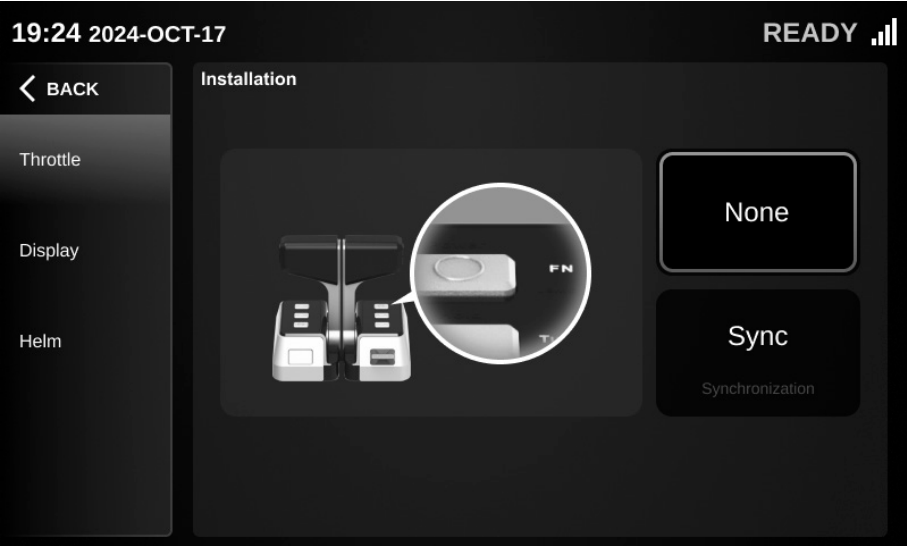 19:24 2024-OCT-17
READY
BACK
Installation
Throttle
Display
Helm
FN
None
Sync
Synchronization